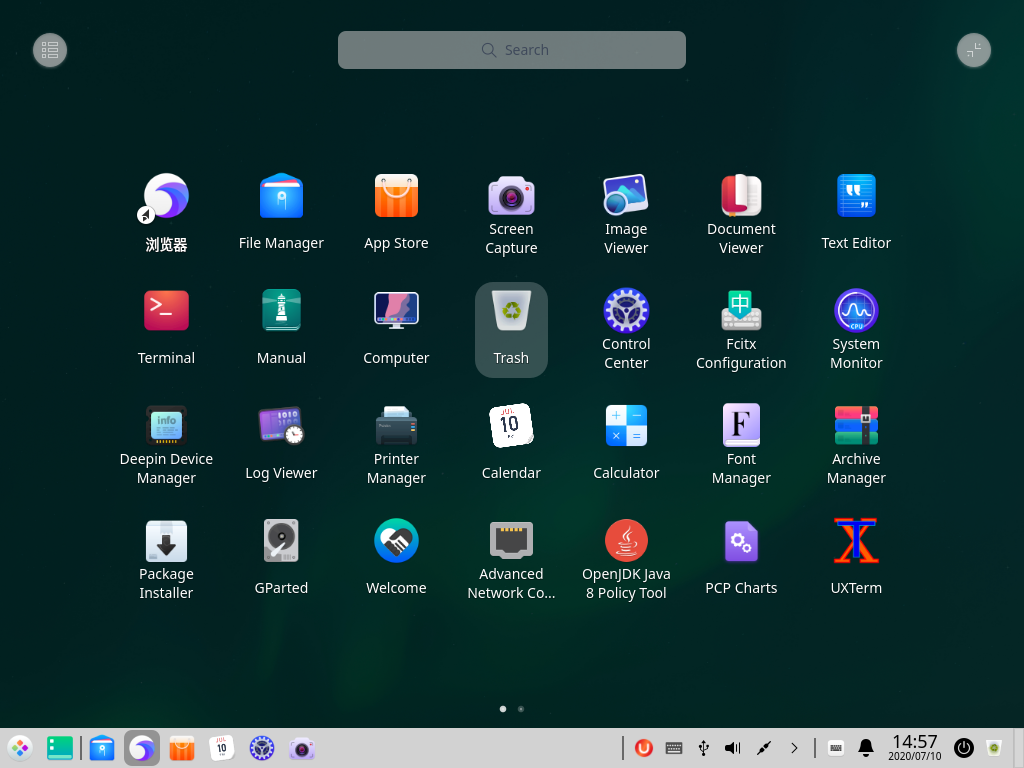 Search
浏览器
File Manager
App Store
Screen
Capture
Image
Viewer
Document
Viewer
Text Editor
Terminal
Manual
Computer
Trash
中
Control
Center
Fcitx
Configuration
CPU
System
Monitor
info
Deepin Device
Manager
Log Viewer
Printer
Manager
JUL
10
Calendar
Calculator
F
Font
Manager
Archive
Manager
Package
Installer
GParted
Welcome
Advanced
Network Co...
OpenJDK Java
8 Policy Tool
PCP Charts
X
UXTerm
JUL
10
14:57
2020/07/10